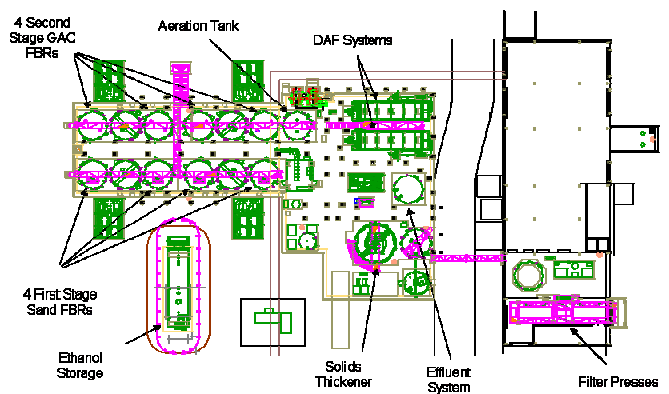 4 Second
Stage GAC
FBRs
Aeration Tank
DAF Systems
4 First Stage
Sand FBRs
Ethanol
Storage
Solids
Thickener
Effluent
System
Filter Presses